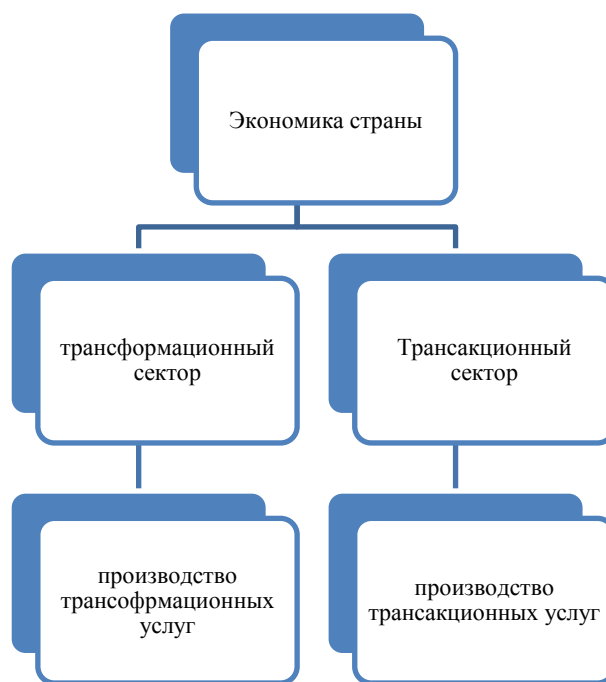 Экономика страны
трансформационный
сектор
Трансакционный
сектор
производство
трансофрмационных
услуг
производство
трансакционных услуг